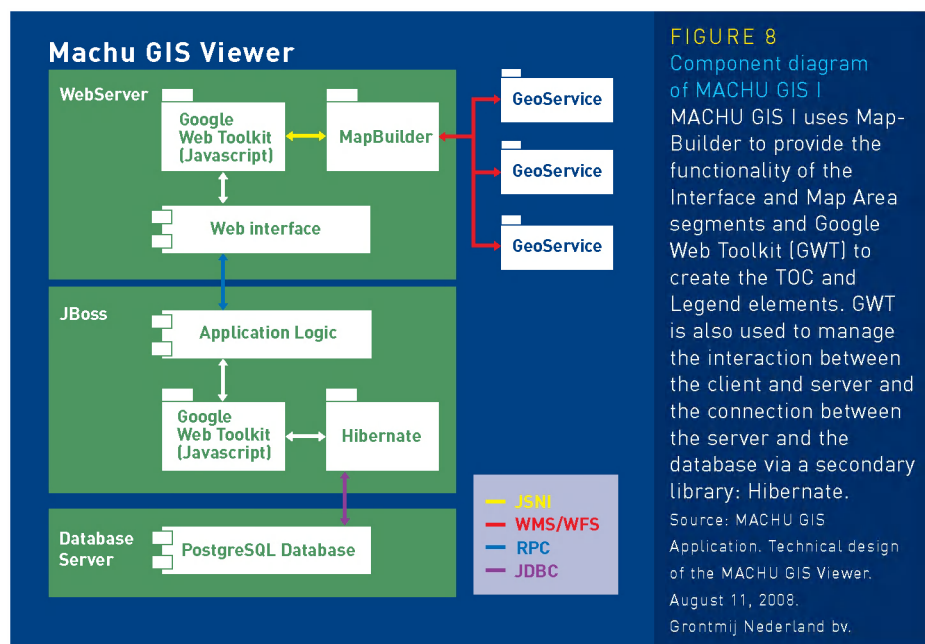 Machu GIS Viewer
WebServer
Google
Web Toolkit
(Javascript)
MapBuilder
GeoService
GeoService
GeoService
Web interface
JBoss
Application Logic
Google
Web Toolkit
(Javascript)
Hibernate
Database
Server
PostgreSQL Database
JSNI
WMS/WFS
RPC
JDBC
FIGURE 8
Component diagram
of MACHU GIS I
MACHU GIS I uses Map-
Builder to provide the
functionality of the
Interface and Map Area
segments and Google
Web Toolkit (GWT) to
create the TOC and
Legend elements. GWT
is also used to manage
the interaction between
the client and server and
the connection between
the server and the
database via a secondary
library: Hibernate.
Source: MACHU GIS
Application. Technical design
of the MACHU GIS Viewer.
August 11, 2008.
Grontmij Nederland bv.